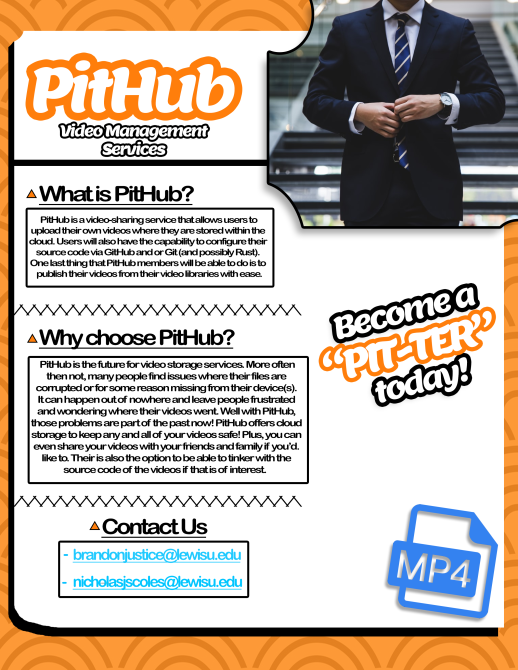 PitHub
Video Management
Services
What is PitHub?
PitHub is a video-sharing service that allows users to
upload their own videos where they are stored within the
cloud. Users will also have the capability to configure their
source code via GitHub and or Git (and possibly Rust).
One last thing that PitHub members will be able to do is to
publish their videos from their video libraries with ease.
Why choose PitHub?
PitHub is the future for video storage services. More often
then not, many people find issues where their files are
corrupted or for some reason missing from their device(s).
It can happen out of nowhere and leave people frustrated
and wondering where their videos went. Well with PitHub,
those problems are part of the past now! PitHub offers cloud
storage to keep any and all of your videos safe! Plus, you can
even share your videos with your friends and family if you'd.
like to. Their is also the option to be able to tinker with the
source code of the videos if that is of interest.
Contact Us
- brandonjustice@lewisu.edu
- nicholasjscoles@lewisu.edu
Become a
"PIT-TER"
today!
MP4